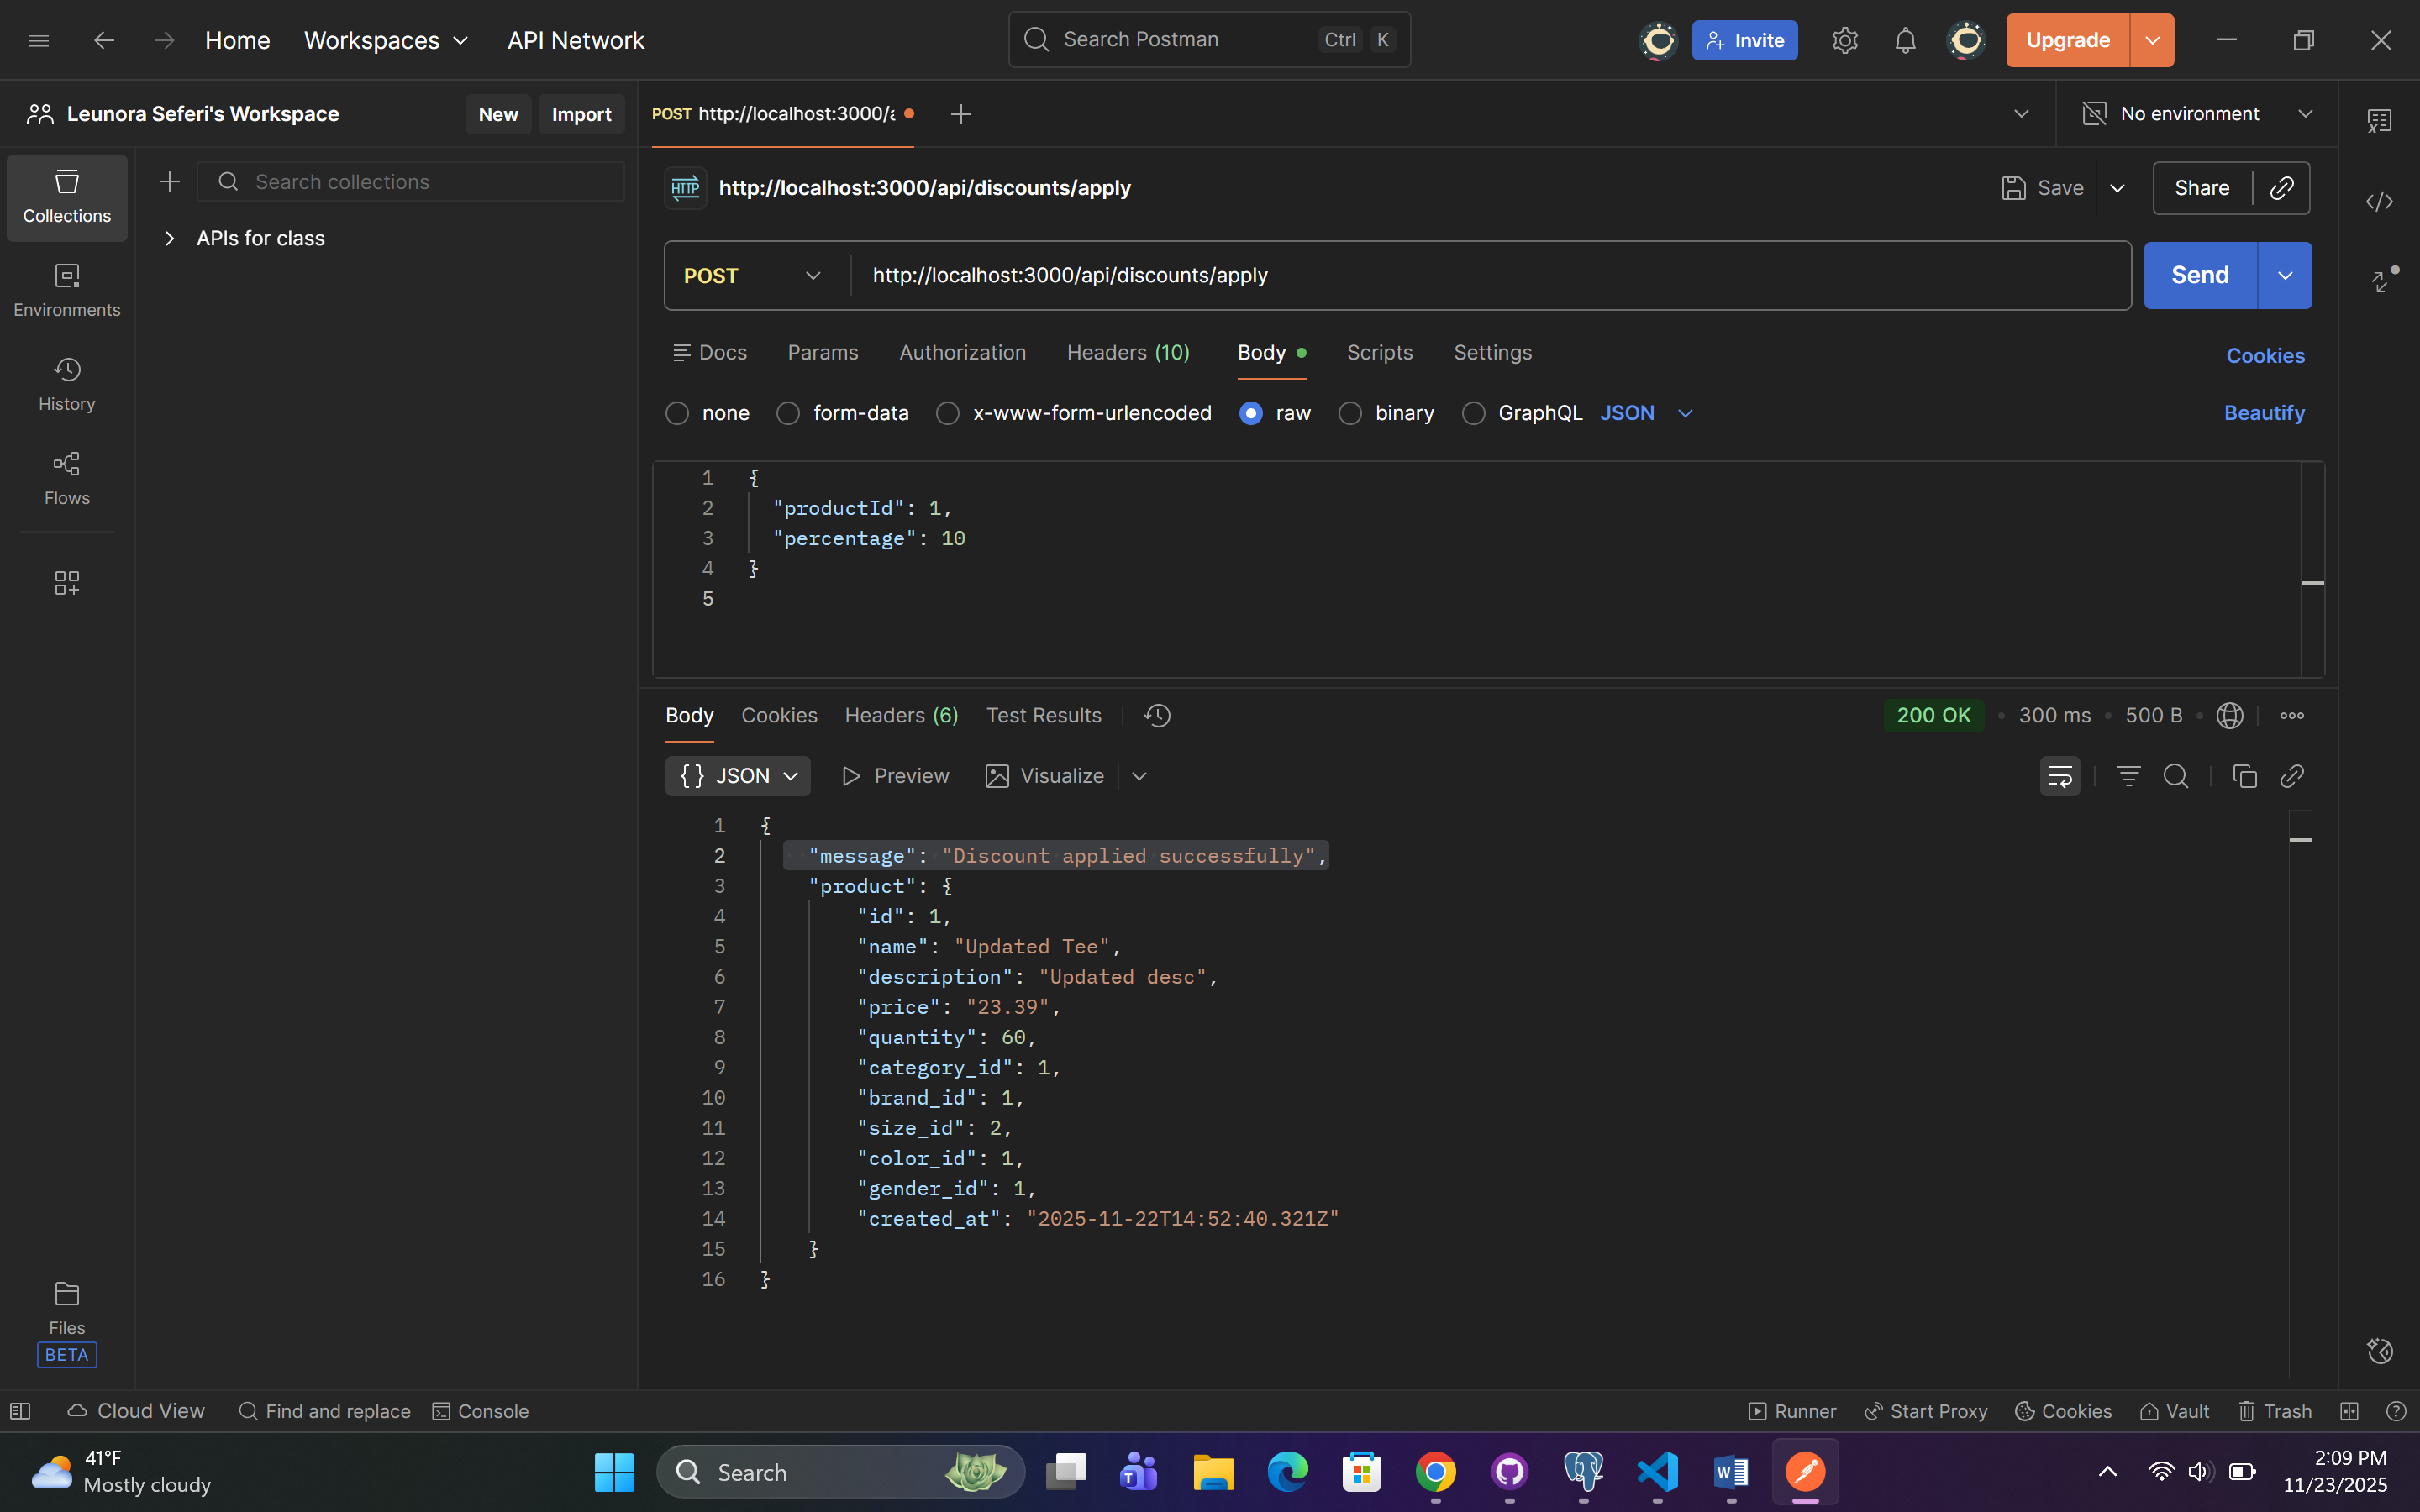 Home Workspaces API Network Search Postman Ctrl K Invite Upgrade
Leunora Seferi's Workspace New Import POST http://localhost:3000/a No environment
Collections Search collections HTTP http://localhost:3000/api/discounts/apply Save Share
APIs for class
Environments POST http://localhost:3000/api/discounts/apply Send
History Docs Params Authorization Headers (10) Body Scripts Settings Cookies
none form-data x-www-form-urlencoded raw binary GraphQL JSON Beautify
Flows
1 {
2 "productId": 1,
3 "percentage": 10
4 }
5
Body Cookies Headers (6) Test Results 200 OK • 300 ms • 500 B
{} JSON Preview Visualize
1 {
2 "message": "Discount applied successfully",
3 "product": {
4 "id": 1,
5 "name": "Updated Tee",
6 "description": "Updated desc",
7 "price": "23.39",
8 "quantity": 60,
9 "category_id": 1,
10 "brand_id": 1,
11 "size_id": 2,
12 "color_id": 1,
13 "gender_id": 1,
14 "created_at": "2025-11-22T14:52:40.321Z"
15 }
16 }
Files
BETA
Cloud View Find and replace Console Runner Start Proxy Cookies Vault Trash
41°F
Mostly cloudy
Search
2:09 PM
11/23/2025